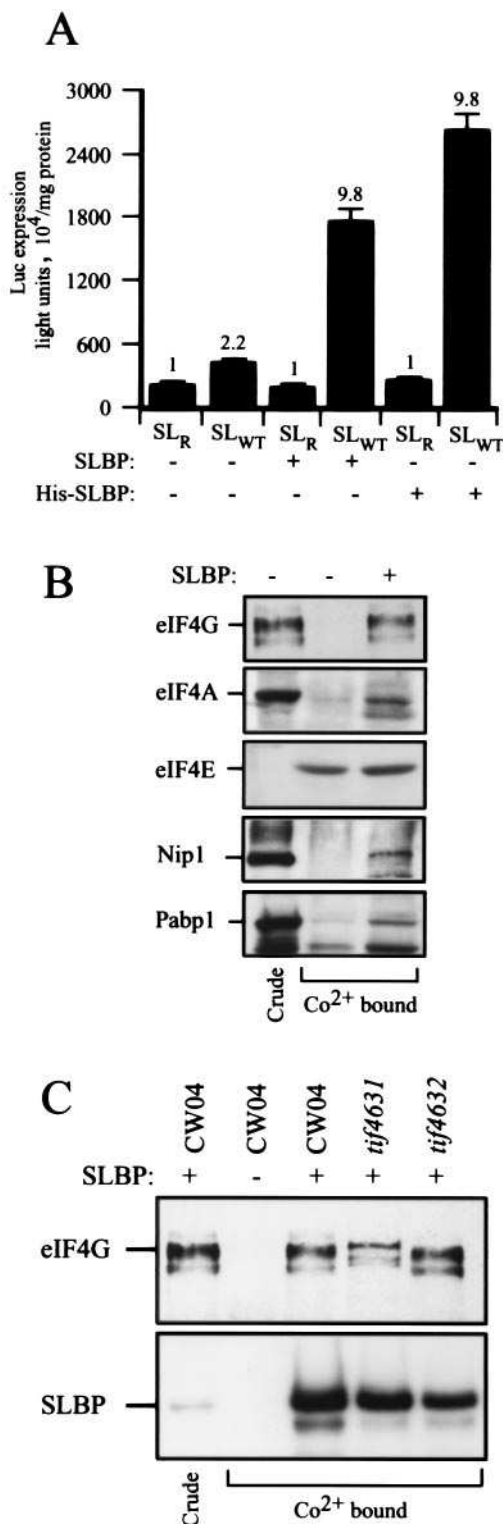 A
3000
2400
1800
1200
600
0
Luc expression
light units, 10⁴/mg protein
1
2.2
1
9.8
1
9.8
SL_R SL_WT SL_R SL_WT SL_R SL_WT
SLBP: - - + + - -
His-SLBP: - - - - + +
B
SLBP: - - +
eIF4G
eIF4A
eIF4E
Nip1
Pabp1
Crude
Co²⁺ bound
C
CW04 CW04 CW04 tif4631 tif4632
SLBP: + - + + +
eIF4G
SLBP
Crude
Co²⁺ bound